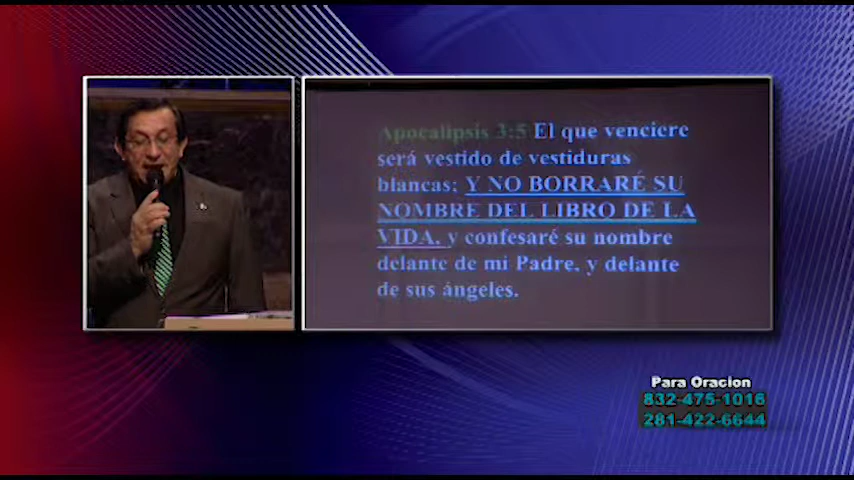 Apocalipsis 3:5 El que venciere
será vestido de vestiduras
blancas; Y NO BORRARÉ SU
NOMBRE DEL LIBRO DE LA
VIDA, y confesaré su nombre
delante de mi Padre, y delante
de sus ángeles.
Para Oracion
832-475-1016
281-422-6644